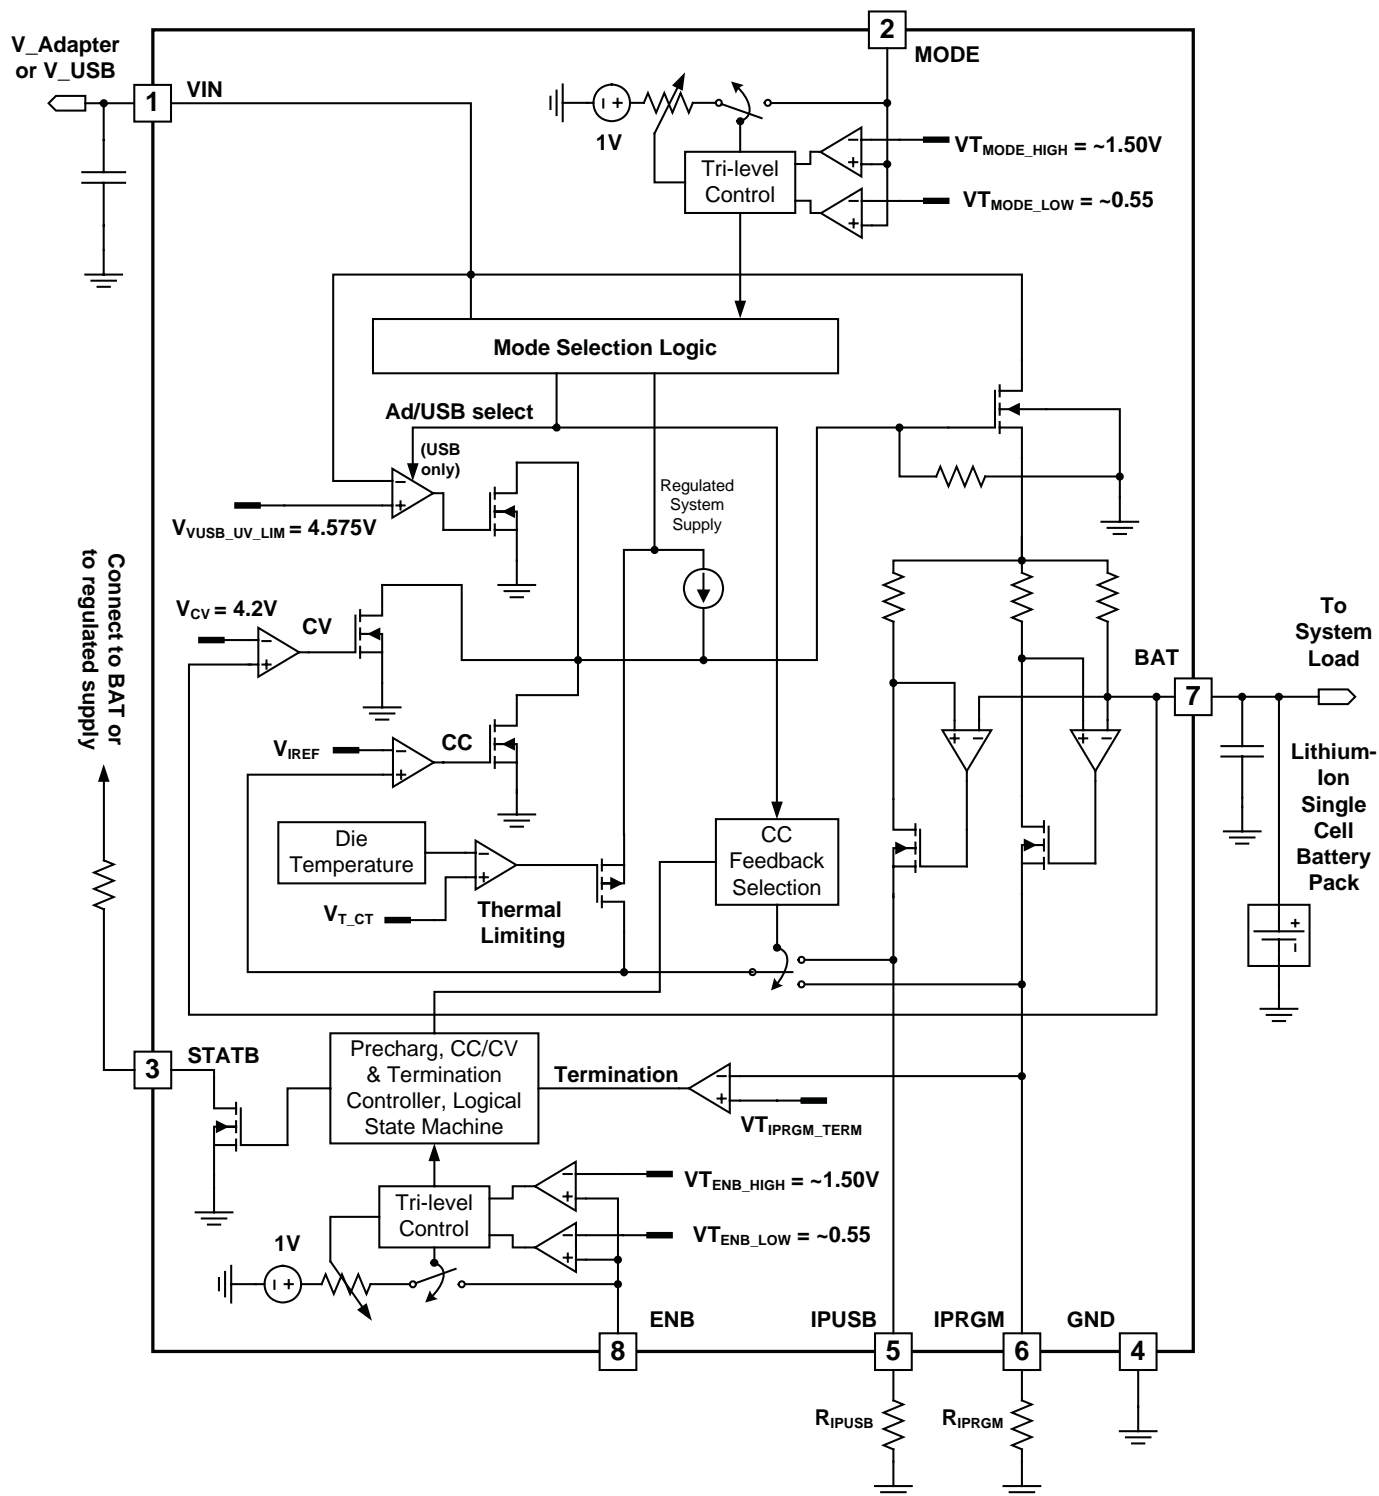 V_Adapter
or V_USB
1
VIN
2
MODE
1V
− +
Tri-level
Control
−
+
−
+
VTMODE_HIGH = ~1.50V
VTMODE_LOW = ~0.55
Mode Selection Logic
Ad/USB select
(USB
only)
−
+
VVUSB_UV_LIM = 4.575V
Regulated
System
Supply
Connect to BAT or
to regulated supply
VCV = 4.2V
CV
−
+
VIREF
CC
−
+
Die
Temperature
−
+
VT_CT
Thermal
Limiting
CC
Feedback
Selection
+ −
+ −
BAT
7
To
System
Load
Lithium-
Ion
Single
Cell
Battery
Pack
+
−
3
STATB
Precharg, CC/CV
& Termination
Controller, Logical
State Machine
Termination
−
+
VTIPRGM_TERM
Tri-level
Control
−
+
−
+
VTENB_HIGH = ~1.50V
VTENB_LOW = ~0.55
1V
− +
ENB
8
IPUSB
5
IPRGM
6
GND
4
RIPUSB
RIPRGM